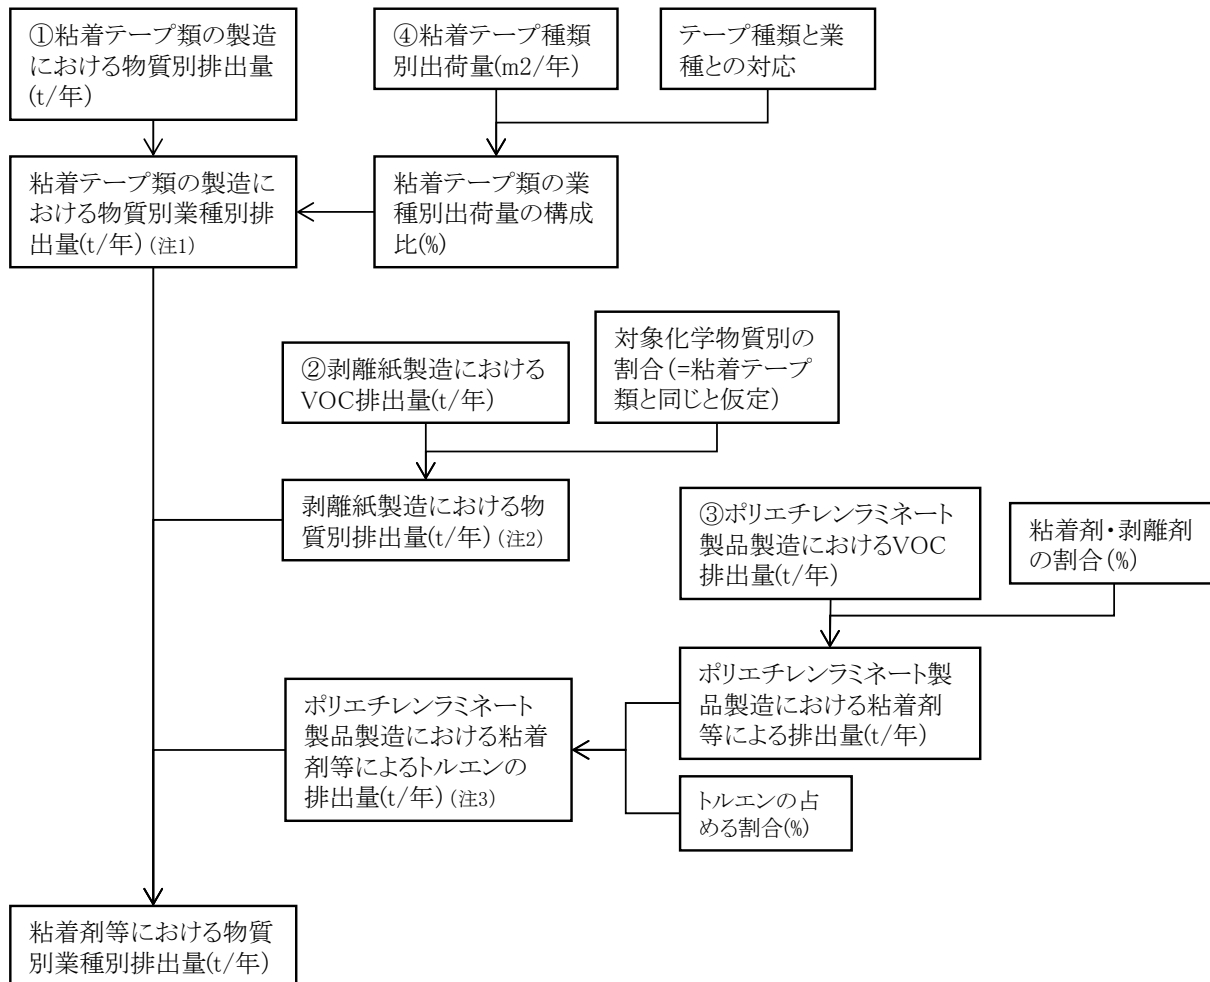 ①粘着テープ類の製造
における物質別排出量
(t/年)
④粘着テープ種類
別出荷量(m2/年)
テープ種類と業
種との対応
粘着テープ類の製造に
おける物質別業種別排
出量(t/年)(注1)
粘着テープ類の業
種別出荷量の構成
比(%)
②剥離紙製造における
VOC排出量(t/年)
対象化学物質別の
割合(=粘着テープ
類と同じと仮定)
剥離紙製造における物
質別排出量(t/年)(注2)
③ポリエチレンラミネート
製品製造におけるVOC
排出量(t/年)
粘着剤・剥離剤
の割合(%)
ポリエチレンラミネート製
品製造における粘着剤
等による排出量(t/年)
ポリエチレンラミネート
製品製造における粘着
剤等によるトルエンの
排出量(t/年)(注3)
トルエンの占
める割合(%)
粘着剤等における物質
別業種別排出量(t/年)